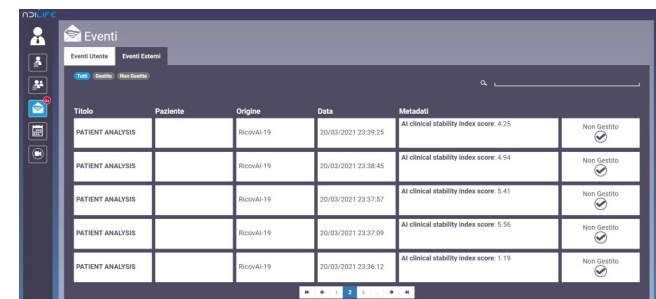 ADiLiFE
Eventi
Eventi Utente Eventi Esterni
Tutti Gestito Non Gestito
Titolo Paziente Origine Data Metadati
PATIENT ANALYSIS RicovAI-19 20/03/2021 23:39:25 AI clinical stability index score: 4.25 Non Gestito
PATIENT ANALYSIS RicovAI-19 20/03/2021 23:38:45 AI clinical stability index score: 4.94 Non Gestito
PATIENT ANALYSIS RicovAI-19 20/03/2021 23:37:57 AI clinical stability index score: 5.41 Non Gestito
PATIENT ANALYSIS RicovAI-19 20/03/2021 23:37:09 AI clinical stability index score: 5.56 Non Gestito
PATIENT ANALYSIS RicovAI-19 20/03/2021 23:36:12 AI clinical stability index score: 1.19 Non Gestito
1 2